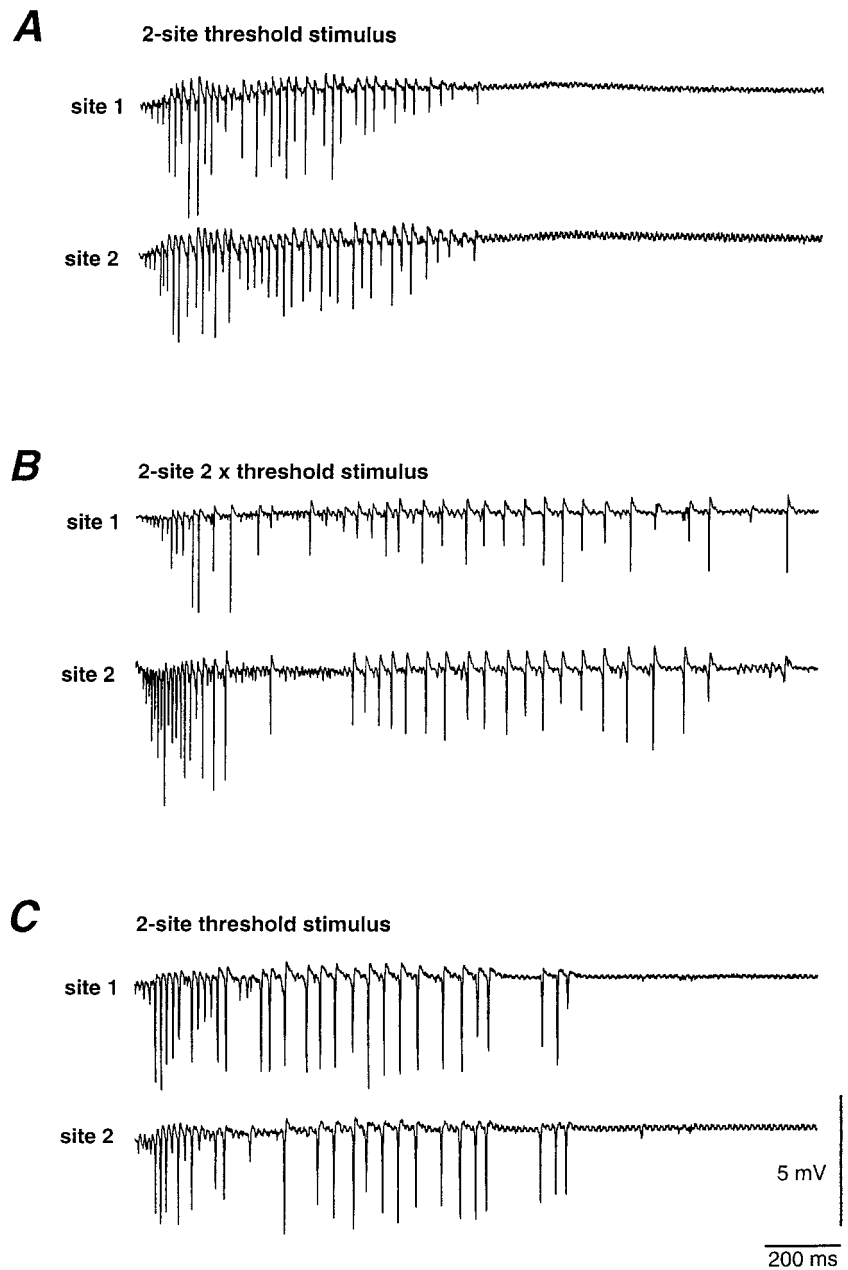 A
2-site threshold stimulus
site 1
site 2
B
2-site 2 x threshold stimulus
site 1
site 2
C
2-site threshold stimulus
site 1
site 2
5 mV
200 ms